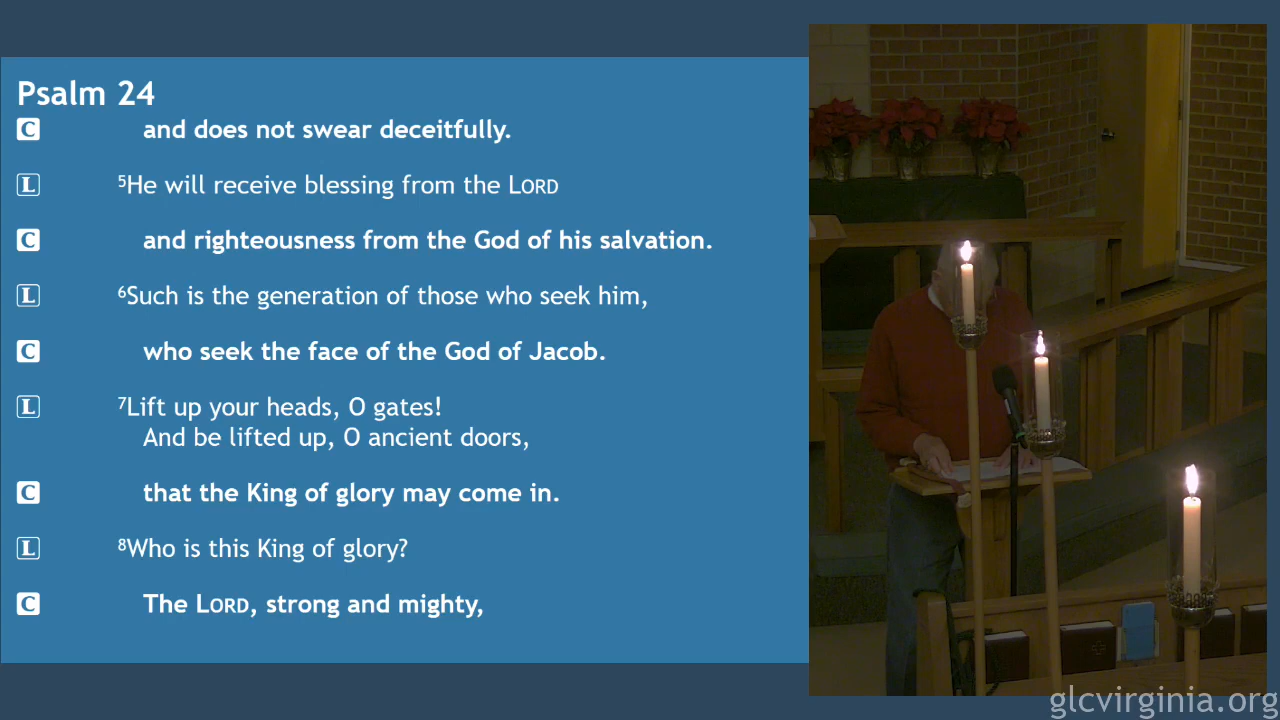 Psalm 24
C and does not swear deceitfully.
L ⁵He will receive blessing from the LORD
C and righteousness from the God of his salvation.
L ⁶Such is the generation of those who seek him,
C who seek the face of the God of Jacob.
L ⁷Lift up your heads, O gates!
And be lifted up, O ancient doors,
C that the King of glory may come in.
L ⁸Who is this King of glory?
C The LORD, strong and mighty,
glcvirginia.org